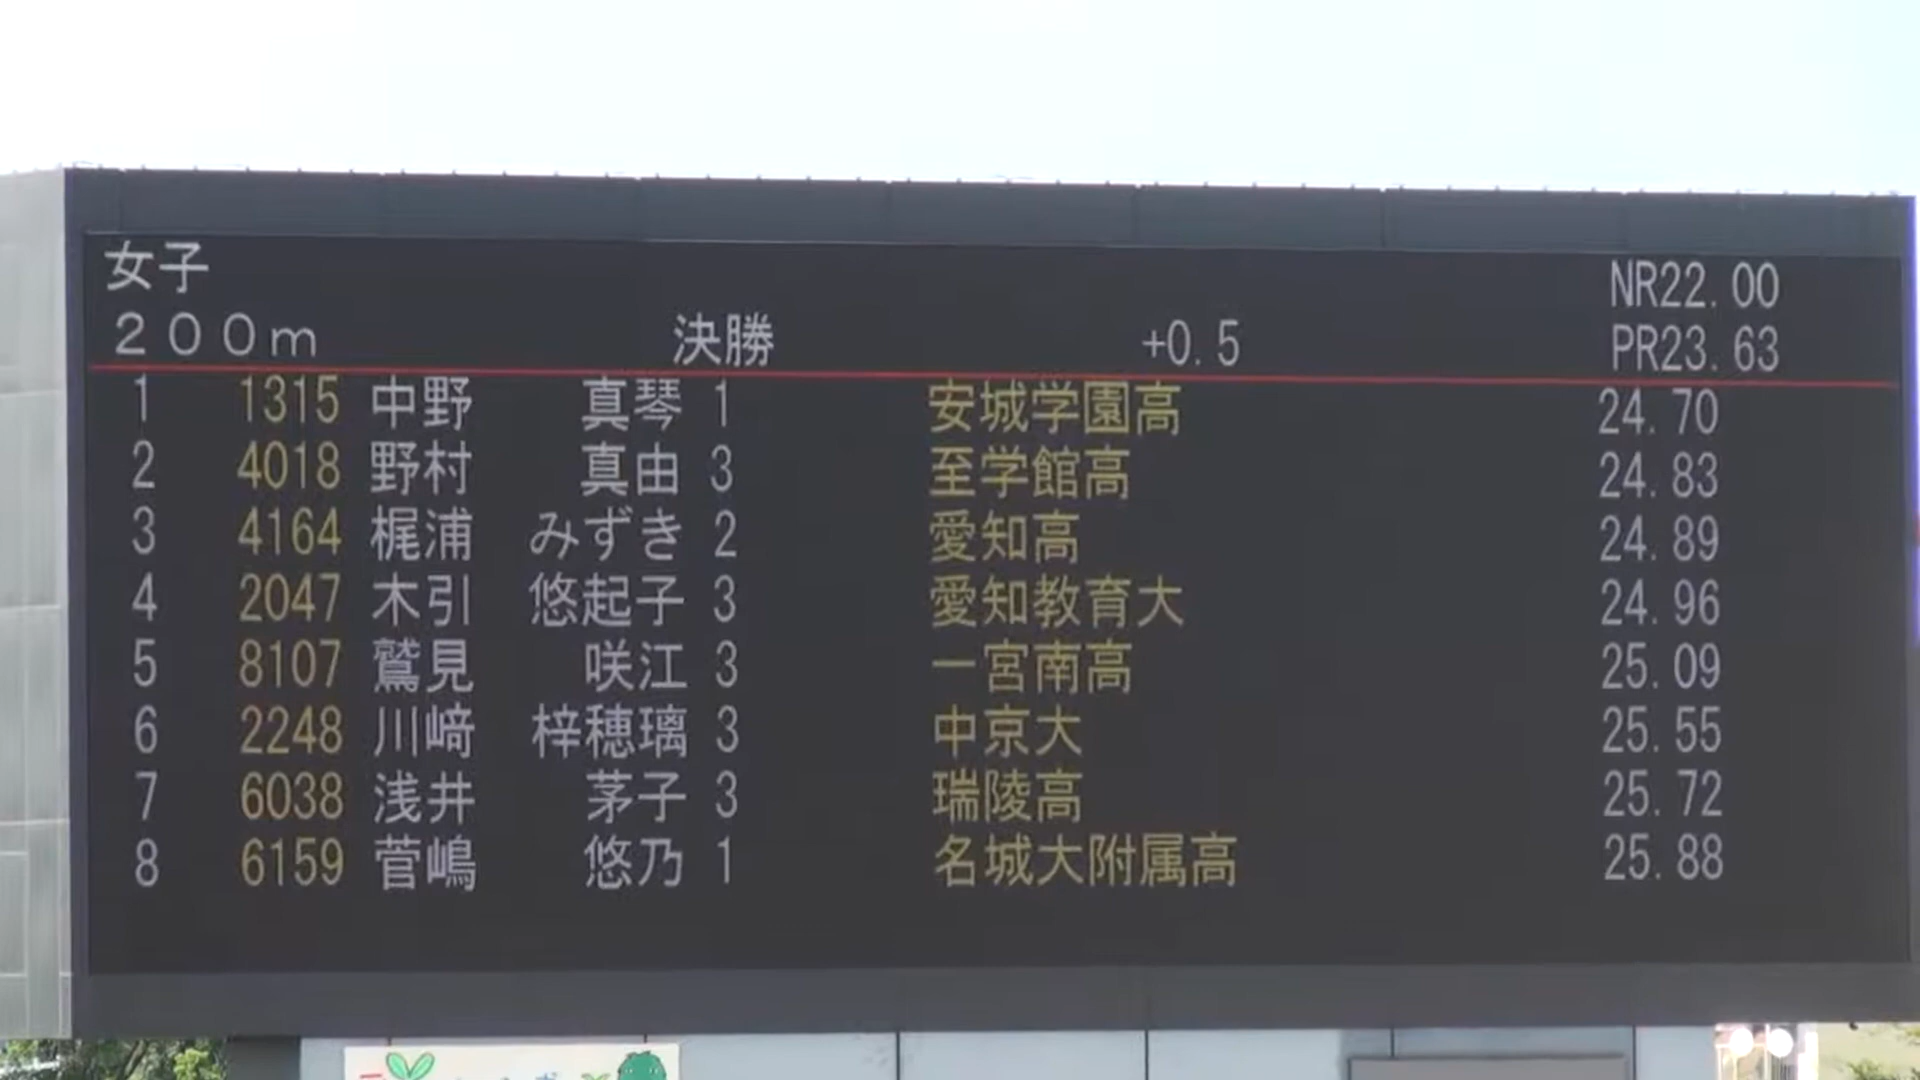 女子 NR22.00
200m 決勝 +0.5 PR23.63
1 1315 中野 真琴 1 安城学園高 24.70
2 4018 野村 真由 3 至学館高 24.83
3 4164 梶浦 みずき 2 愛知高 24.89
4 2047 木引 悠起子 3 愛知教育大 24.96
5 8107 鷲見 咲江 3 一宮南高 25.09
6 2248 川﨑 梓穂璃 3 中京大 25.55
7 6038 浅井 茅子 3 瑞陵高 25.72
8 6159 菅嶋 悠乃 1 名城大附属高 25.88